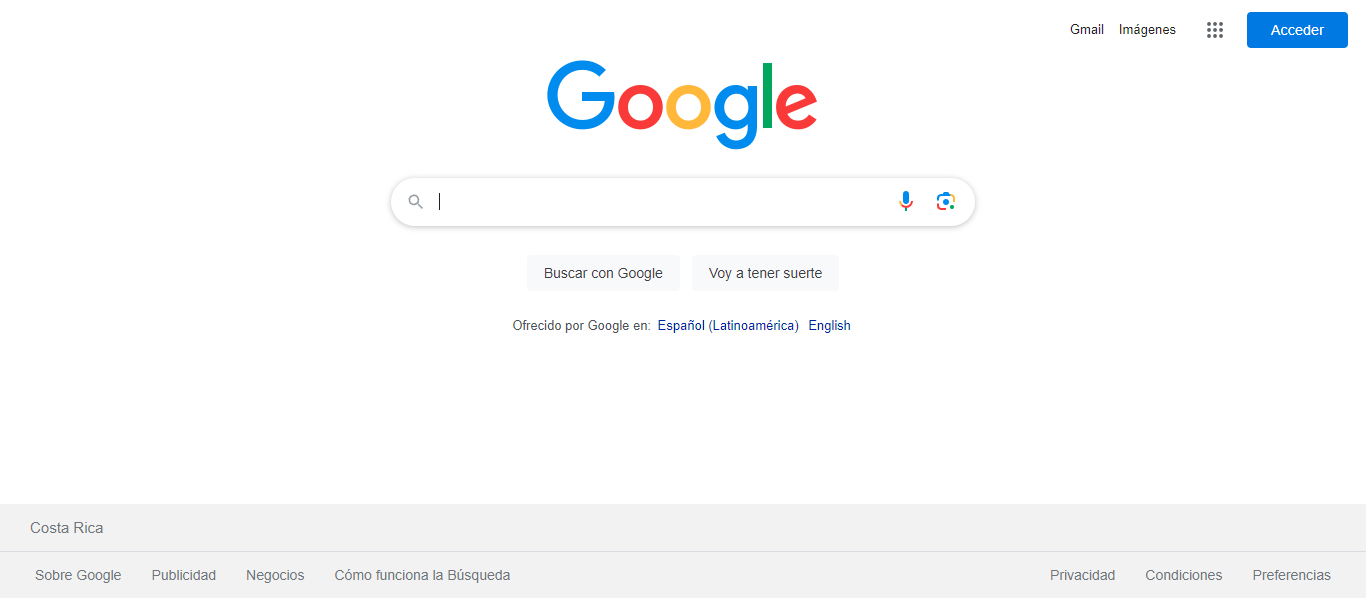 Gmail Imágenes Acceder
Google
Buscar con Google Voy a tener suerte
Ofrecido por Google en: Español (Latinoamérica) English
Costa Rica
Sobre Google Publicidad Negocios Cómo funciona la Búsqueda Privacidad Condiciones Preferencias